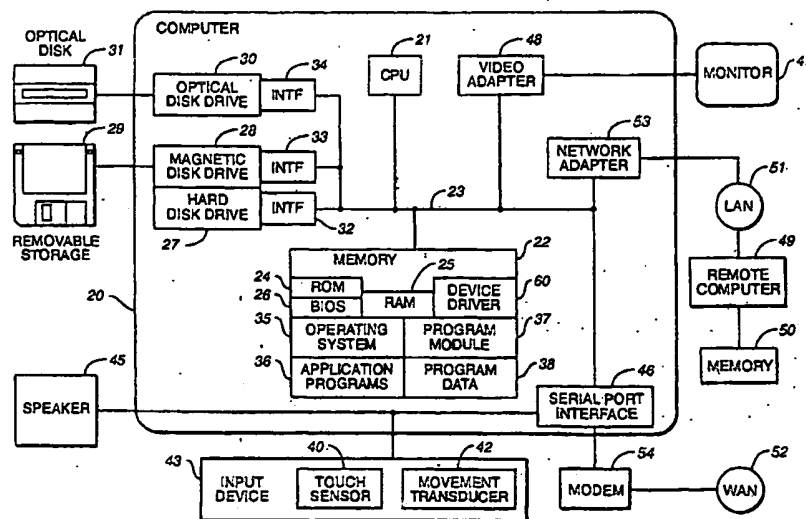 OPTICAL
DISK
31
COMPUTER
30
34
OPTICAL
DISK DRIVE
INTF
21
CPU
48
VIDEO
ADAPTER
MONITOR
29
28
33
MAGNETIC
DISK DRIVE
INTF
HARD
DISK DRIVE
INTF
27
32
REMOVABLE
STORAGE
23
53
NETWORK
ADAPTER
51
LAN
49
REMOTE
COMPUTER
50
MEMORY
MEMORY
22
24
ROM
25
RAM
26
BIOS
DEVICE
DRIVER
60
20
35
OPERATING
SYSTEM
PROGRAM
MODULE
37
36
APPLICATION
PROGRAMS
PROGRAM
DATA
38
45
SPEAKER
46
SERIAL PORT
INTERFACE
43
INPUT
DEVICE
40
TOUCH
SENSOR
42
MOVEMENT
TRANSDUCER
54
MODEM
52
WAN